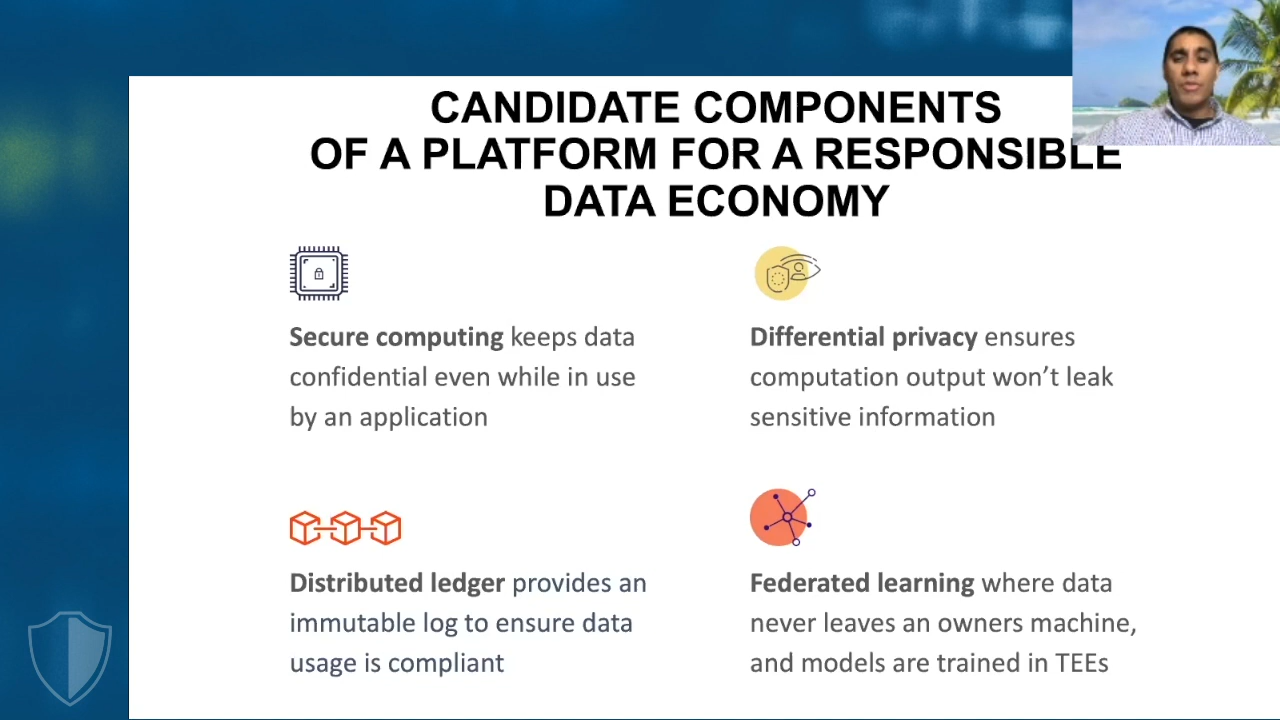 CANDIDATE COMPONENTS
OF A PLATFORM FOR A RESPONSIBLE
DATA ECONOMY
Secure computing keeps data
confidential even while in use
by an application
Differential privacy ensures
computation output won’t leak
sensitive information
Distributed ledger provides an
immutable log to ensure data
usage is compliant
Federated learning where data
never leaves an owners machine,
and models are trained in TEEs